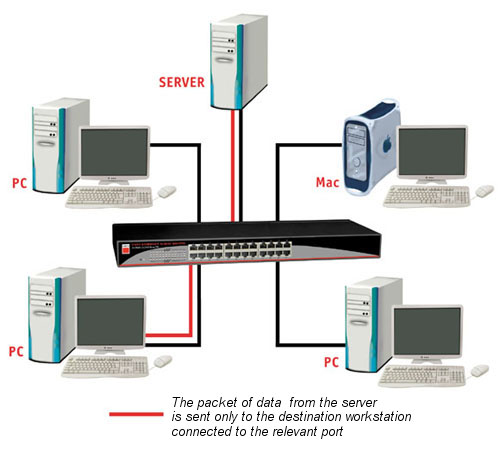 SERVER
PC
Mac
PC
PC
The packet of data from the server
is sent only to the destination workstation
connected to the relevant port